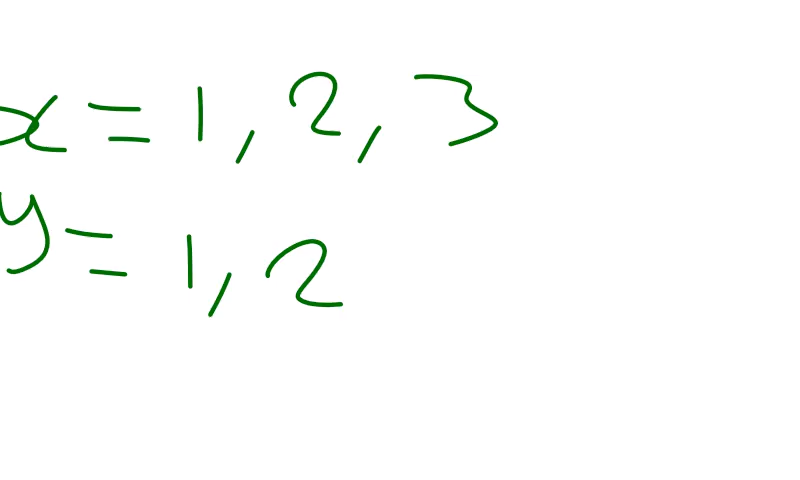 x = 1, 2, 3
y = 1, 2